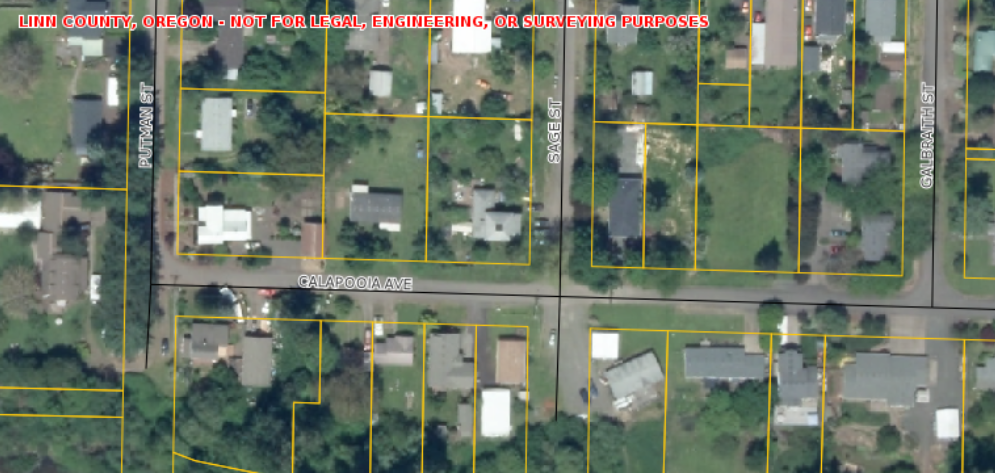 LINN COUNTY, OREGON - NOT FOR LEGAL, ENGINEERING, OR SURVEYING PURPOSES
PUTMAN ST
SAGE ST
GALBRAITH ST
CALAPOOIA AVE